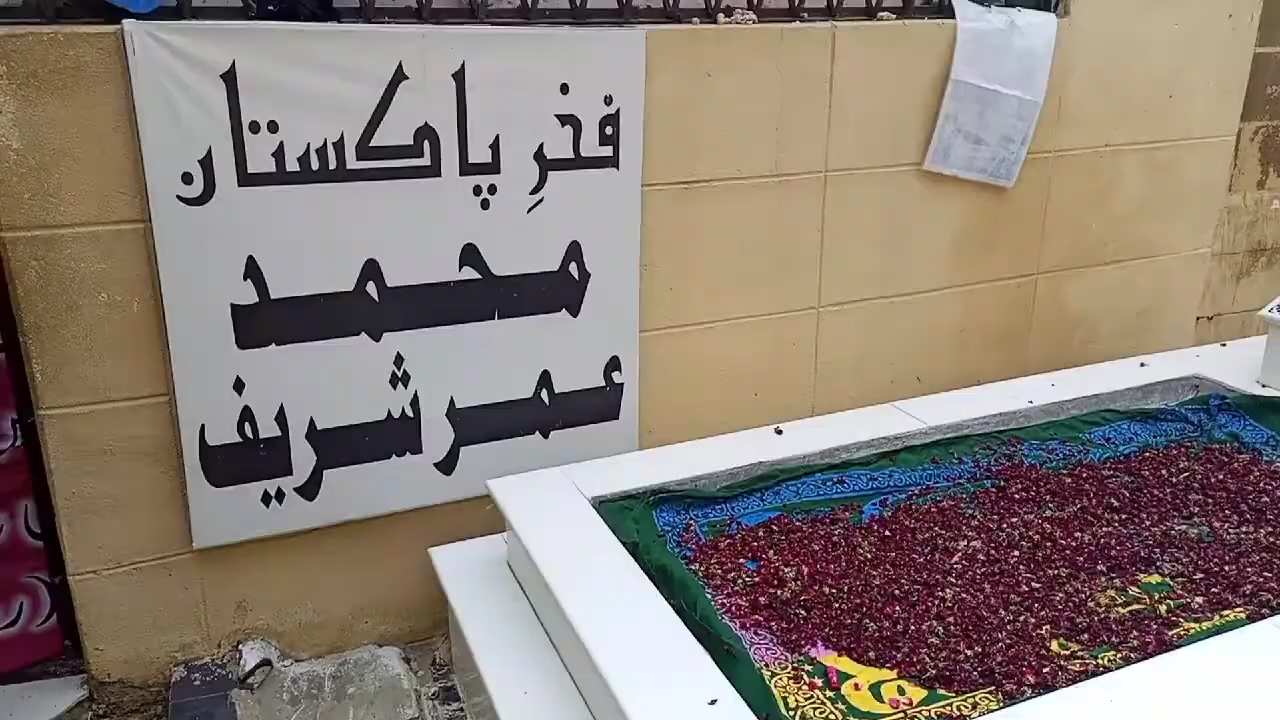 فخرِ پاکستان
محمد
عمر شریف